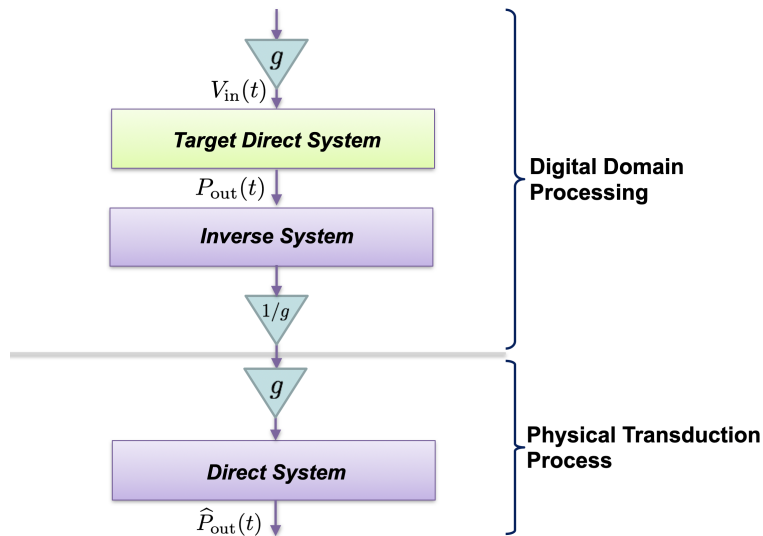 g
V_in(t)
Target Direct System
P_out(t)
Inverse System
1/g
Digital Domain
Processing
g
Direct System
P̂_out(t)
Physical Transduction
Process